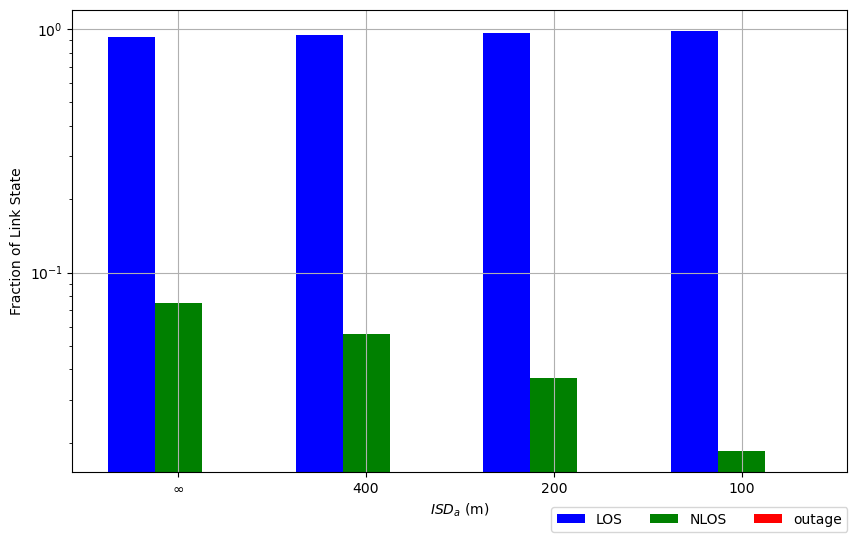 Fraction of Link State
10⁰
10⁻¹
∞ 400 200 100
ISDₐ (m)
LOS NLOS outage